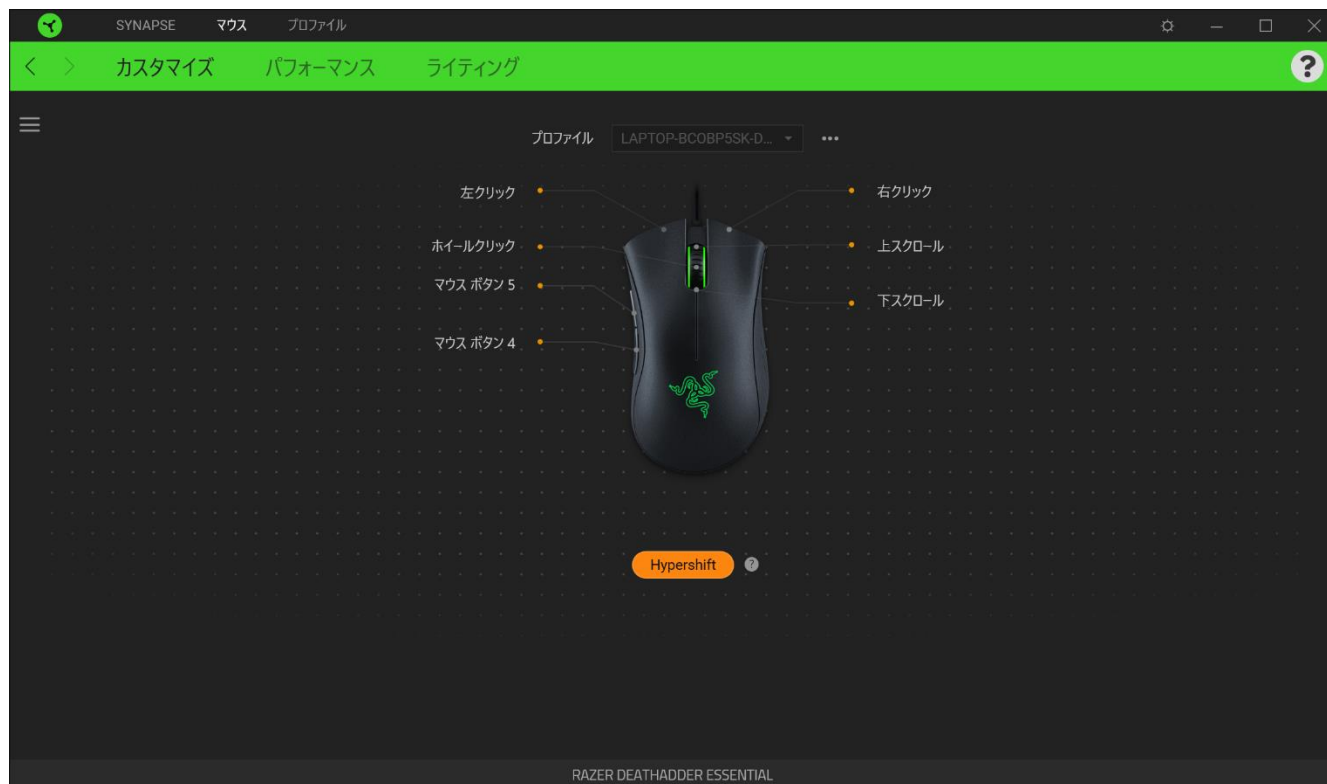 SYNAPSE マウス プロファイル
カスタマイズ パフォーマンス ライティング
?
プロファイル LAPTOP-BCOBP5SK-D...
左クリック 右クリック
ホイールクリック 上スクロール
マウス ボタン 5 下スクロール
マウス ボタン 4
Hypershift ?
RAZER DEATHADDER ESSENTIAL